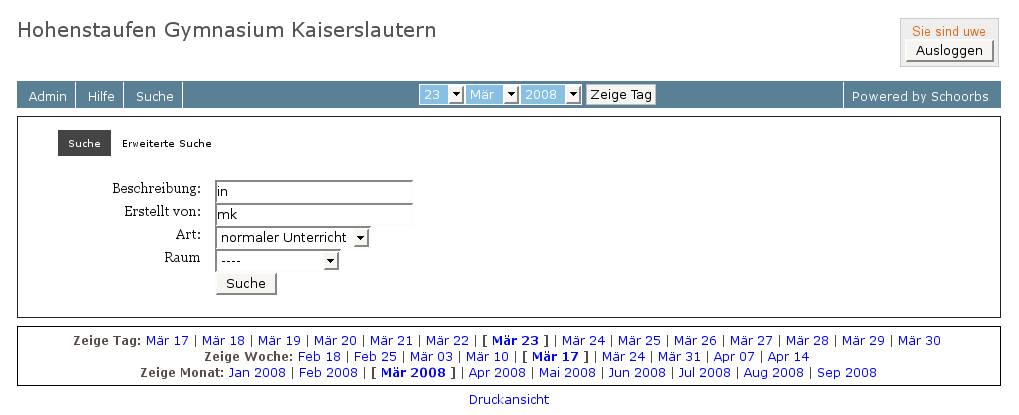 Hohenstaufen Gymnasium Kaiserslautern
Sie sind uwe
Ausloggen
Admin Hilfe Suche 23 Mär 2008 Zeige Tag Powered by Schoorbs
Suche Erweiterte Suche
Beschreibung: in
Erstellt von: mk
Art: normaler Unterricht
Raum ----
Suche
Zeige Tag: Mär 17 | Mär 18 | Mär 19 | Mär 20 | Mär 21 | Mär 22 | [ Mär 23 ] | Mär 24 | Mär 25 | Mär 26 | Mär 27 | Mär 28 | Mär 29 | Mär 30
Zeige Woche: Feb 18 | Feb 25 | Mär 03 | Mär 10 | [ Mär 17 ] | Mär 24 | Mär 31 | Apr 07 | Apr 14
Zeige Monat: Jan 2008 | Feb 2008 | [ Mär 2008 ] | Apr 2008 | Mai 2008 | Jun 2008 | Jul 2008 | Aug 2008 | Sep 2008
Druckansicht